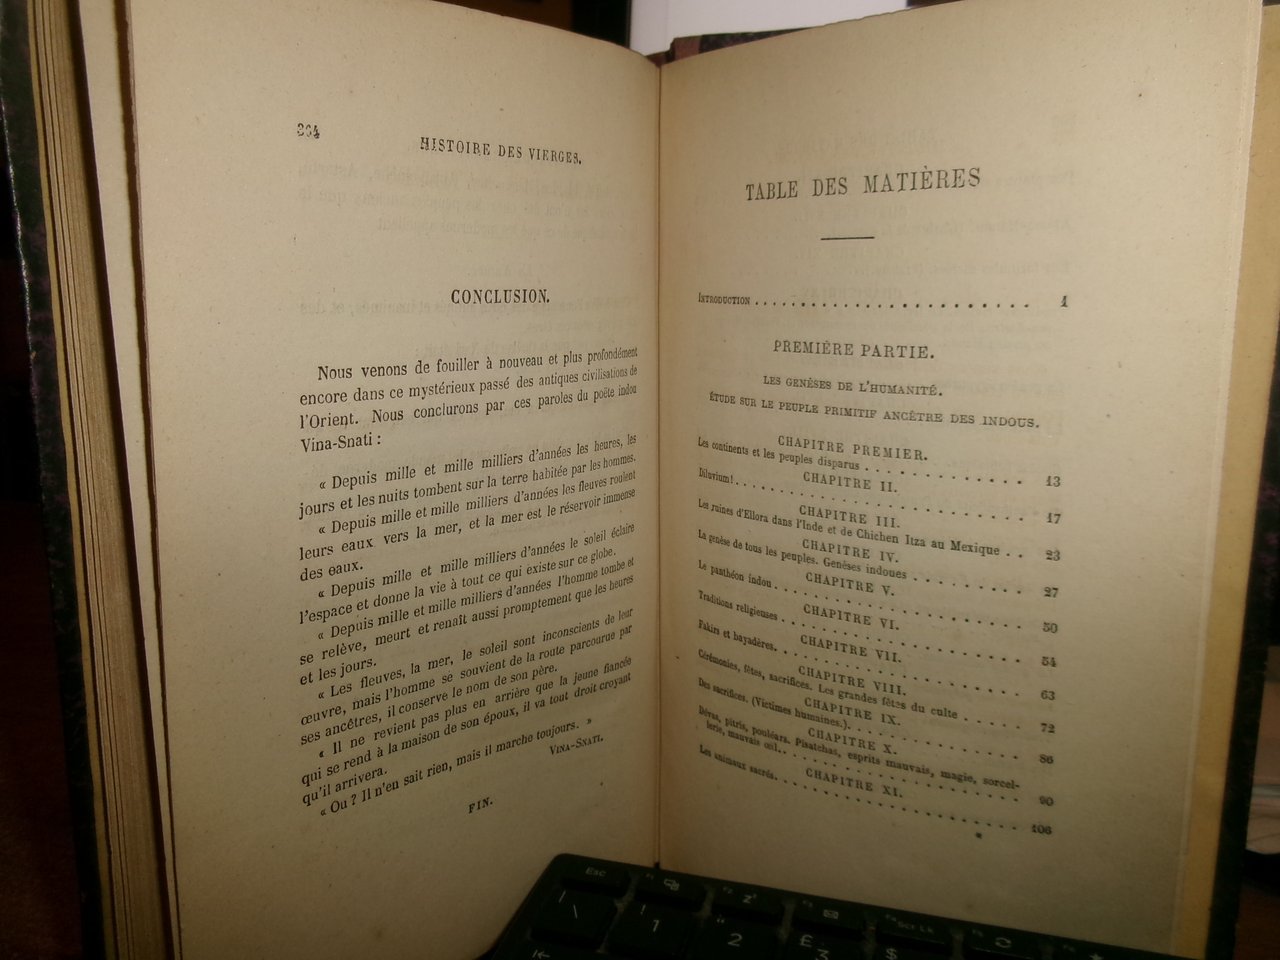 364
HISTOIRE DES VIERGES.
CONCLUSION.
Nous venons de fouiller à nouveau et plus profondément
encore dans ce mystérieux passé des antiques civilisations de
l'Orient. Nous conclurons par ces paroles du poëte indou
Vina-Snati :
« Depuis mille et mille milliers d'années les heures, les
jours et les nuits tombent sur la terre habitée par les hommes.
« Depuis mille et mille milliers d'années les fleuves roulent
leurs eaux vers la mer, et la mer est le réservoir immense
des eaux.
« Depuis mille et mille milliers d'années le soleil éclaire
l'espace et donne la vie à tout ce qui existe sur ce globe.
« Depuis mille et mille milliers d'années l'homme tombe et
se relève, meurt et renaît aussi promptement que les heures
et les jours.
« Les fleuves, la mer, le soleil sont inconscients de leur
œuvre, mais l'homme se souvient de la route parcourue par
ses ancêtres, il conserve le nom de son père.
« Il ne revient pas plus en arrière que la jeune fiancée
qui se rend à la maison de son époux, il va tout droit croyant
qu'il arrivera.
« Ou ? Il n'en sait rien, mais il marche toujours. »
VINA-SNATI.
FIN.
TABLE DES MATIÈRES
INTRODUCTION . . . . . . . . . . . . . . . . . . . . . . 1
PREMIÈRE PARTIE.
LES GENÈSES DE L'HUMANITÉ.
ÉTUDE SUR LE PEUPLE PRIMITIF ANCÊTRE DES INDOUS.
CHAPITRE PREMIER.
Les continents et les peuples disparus . . . . . . . . . . . . 13
CHAPITRE II.
Diluvium! . . . . . . . . . . . . . . . . . . . . . 17
CHAPITRE III.
Les ruines d'Ellora dans l'Inde et de Chichen Itza au Mexique . . 23
CHAPITRE IV.
La genèse de tous les peuples. Genèses indoues . . . . . . . . 27
CHAPITRE V.
Le panthéon indou . . . . . . . . . . . . . . . . . . 50
CHAPITRE VI.
Traditions religieuses . . . . . . . . . . . . . . . . . 54
CHAPITRE VII.
Fakirs et bayadères. . . . . . . . . . . . . . . . . . 63
CHAPITRE VIII.
Cérémonies, fêtes, sacrifices. Les grandes fêtes du culte . . . . . 72
CHAPITRE IX.
Des sacrifices. (Victimes humaines.) . . . . . . . . . . . . 86
CHAPITRE X.
Dévas, pitris, pouléars. Pisatchas, esprits mauvais, magie, sorcel-
lerie, mauvais œil. . . . . . . . . . . . . . . . . . 90
CHAPITRE XI.
Les animaux sacrés. . . . . . . . . . . . . . . . . . 106
Esc
F2 zᶻ
Scr Lk
| \
! 1
2
£ 3